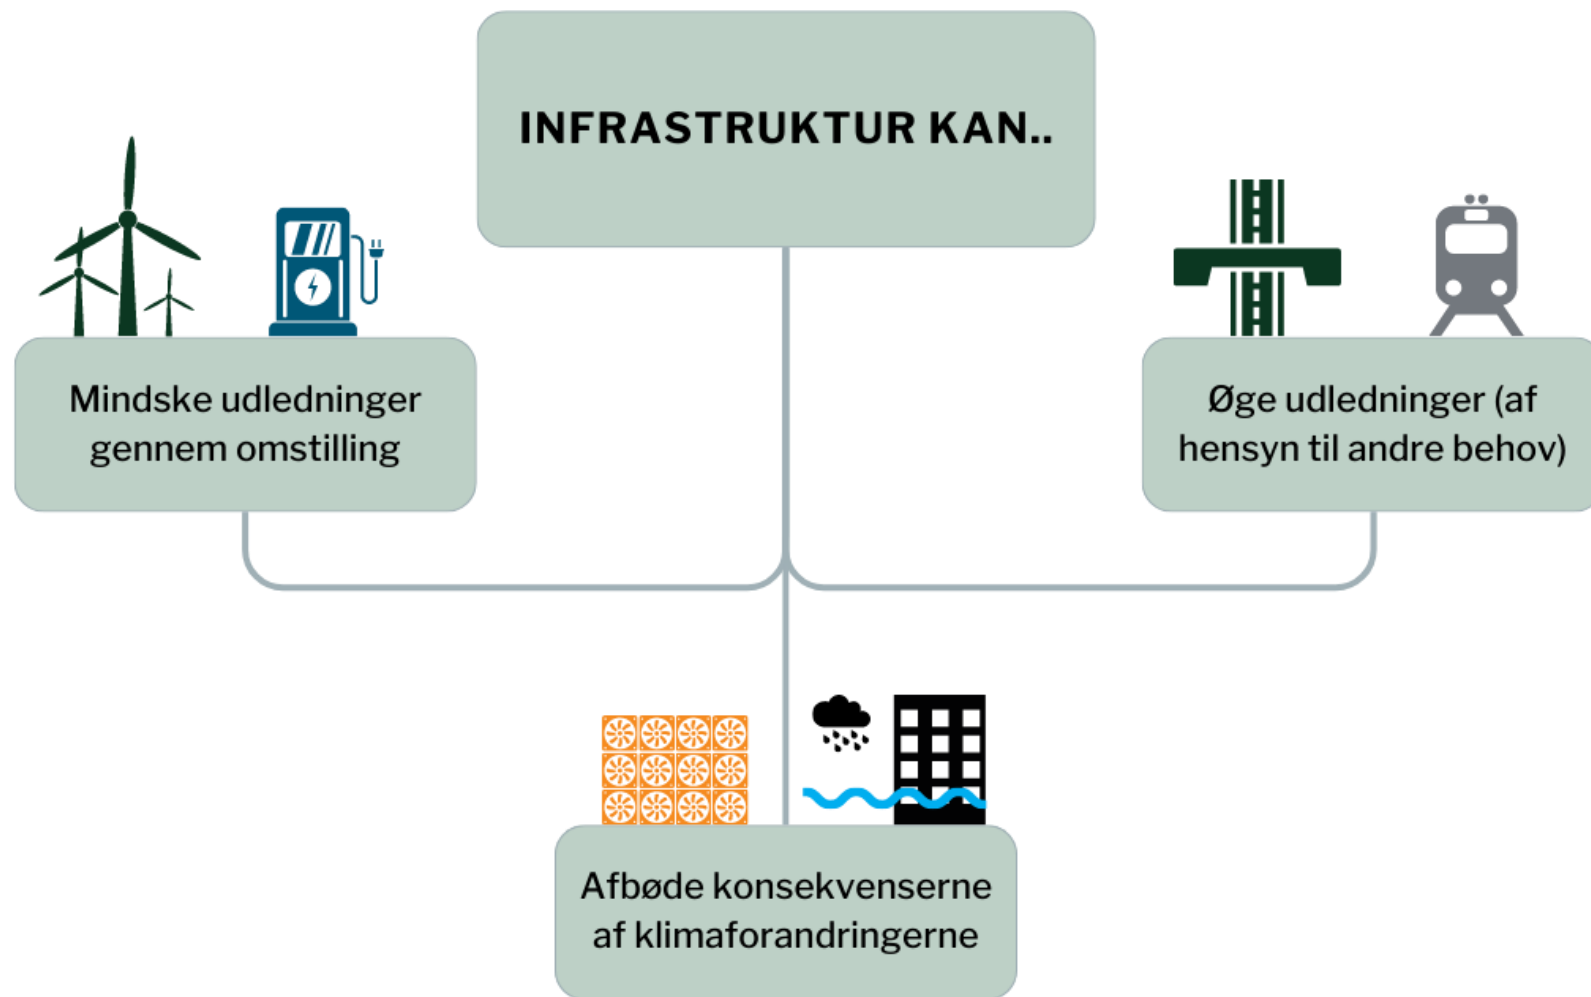 INFRASTRUKTUR KAN..
Mindske udledninger
gennem omstilling
Øge udledninger (af
hensyn til andre behov)
Afbøde konsekvenserne
af klimaforandringerne